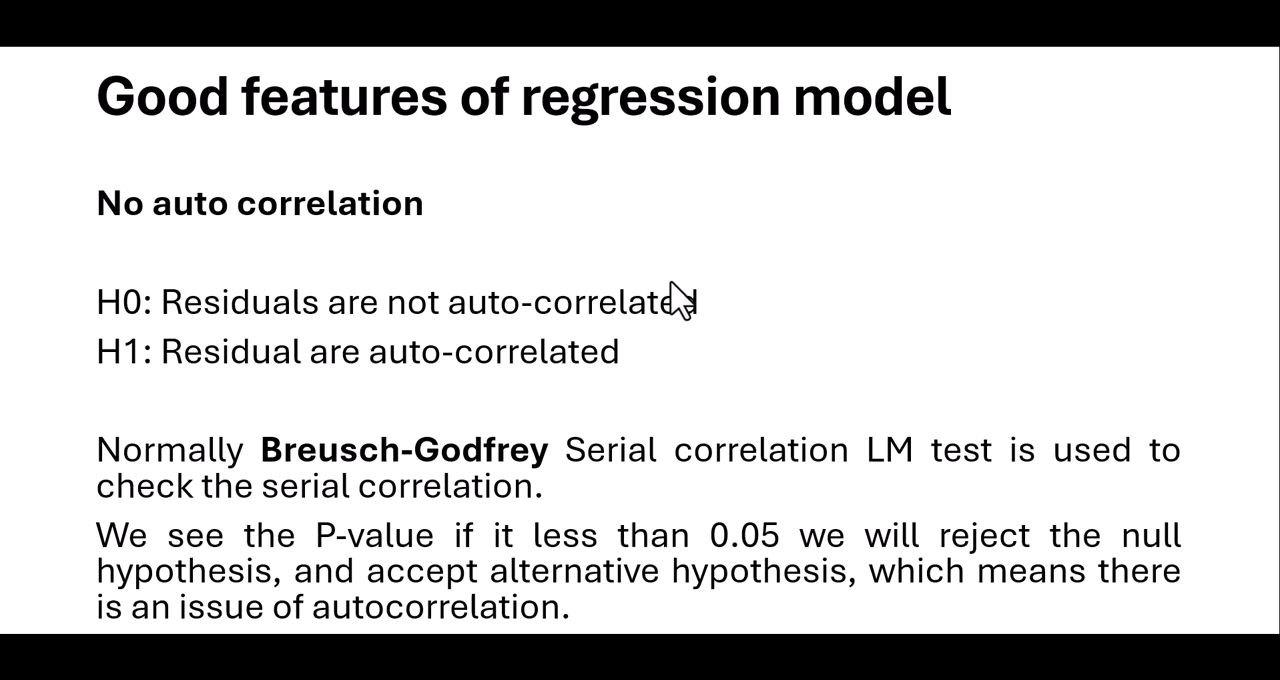 Good features of regression model
No auto correlation
H0: Residuals are not auto-correlated
H1: Residual are auto-correlated
Normally Breusch-Godfrey Serial correlation LM test is used to
check the serial correlation.
We see the P-value if it less than 0.05 we will reject the null
hypothesis, and accept alternative hypothesis, which means there
is an issue of autocorrelation.